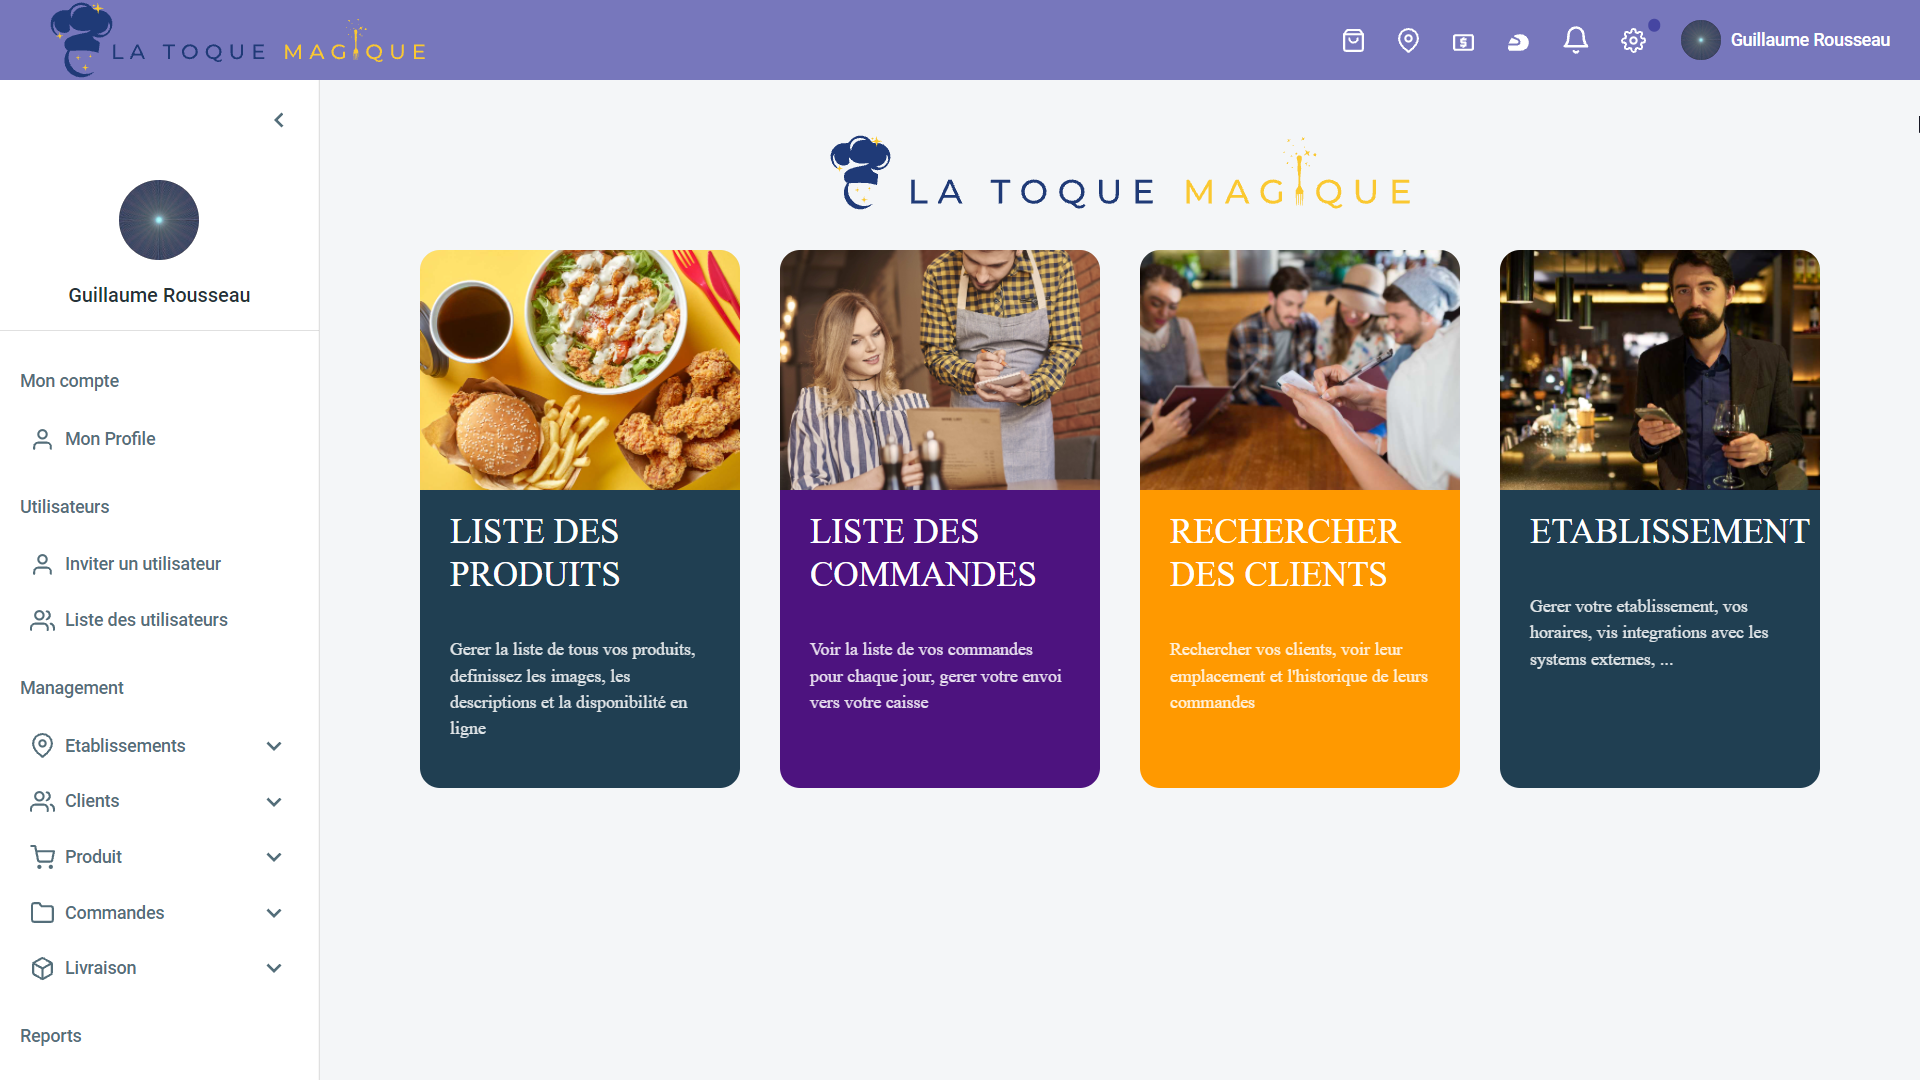 LA TOQUE MAGIQUE
Guillaume Rousseau
Guillaume Rousseau
Mon compte
Mon Profile
Utilisateurs
Inviter un utilisateur
Liste des utilisateurs
Management
Etablissements
Clients
Produit
Commandes
Livraison
Reports
LA TOQUE MAGIQUE
LISTE DES
PRODUITS
Gerer la liste de tous vos produits,
definissez les images, les
descriptions et la disponibilité en
ligne
LISTE DES
COMMANDES
Voir la liste de vos commandes
pour chaque jour, gerer votre envoi
vers votre caisse
RECHERCHER
DES CLIENTS
Rechercher vos clients, voir leur
emplacement et l'historique de leurs
commandes
ETABLISSEMENT
Gerer votre etablissement, vos
horaires, vis integrations avec les
systems externes, ...